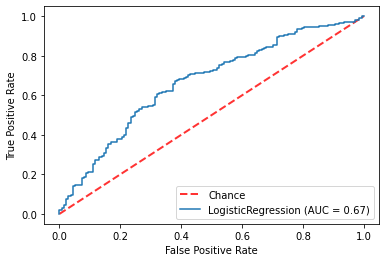 1.0
0.8
0.6
0.4
0.2
0.0
True Positive Rate
0.0 0.2 0.4 0.6 0.8 1.0
False Positive Rate
Chance
LogisticRegression (AUC = 0.67)